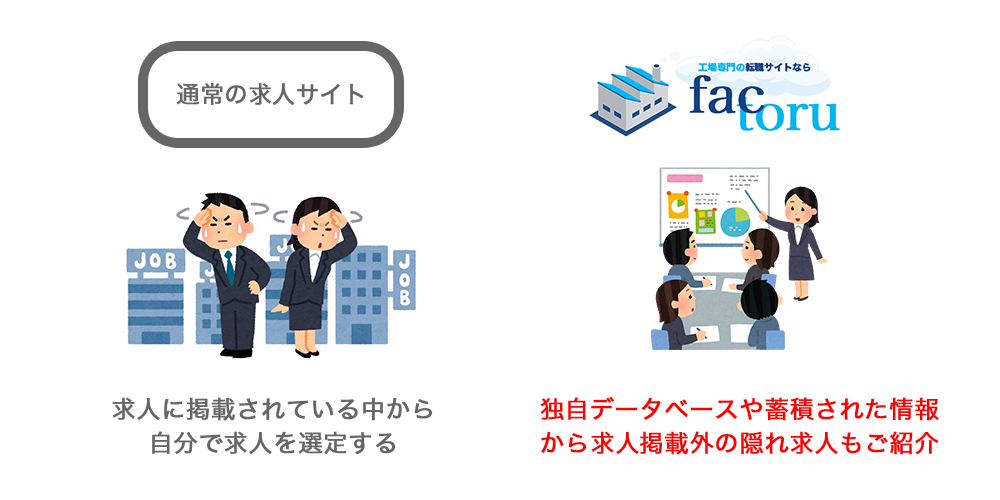 通常の求人サイト
工場専門の転職サイトなら
factoru
JOB
JOB
求人に掲載されている中から
自分で求人を選定する
独自データベースや蓄積された情報
から求人掲載外の隠れ求人もご紹介